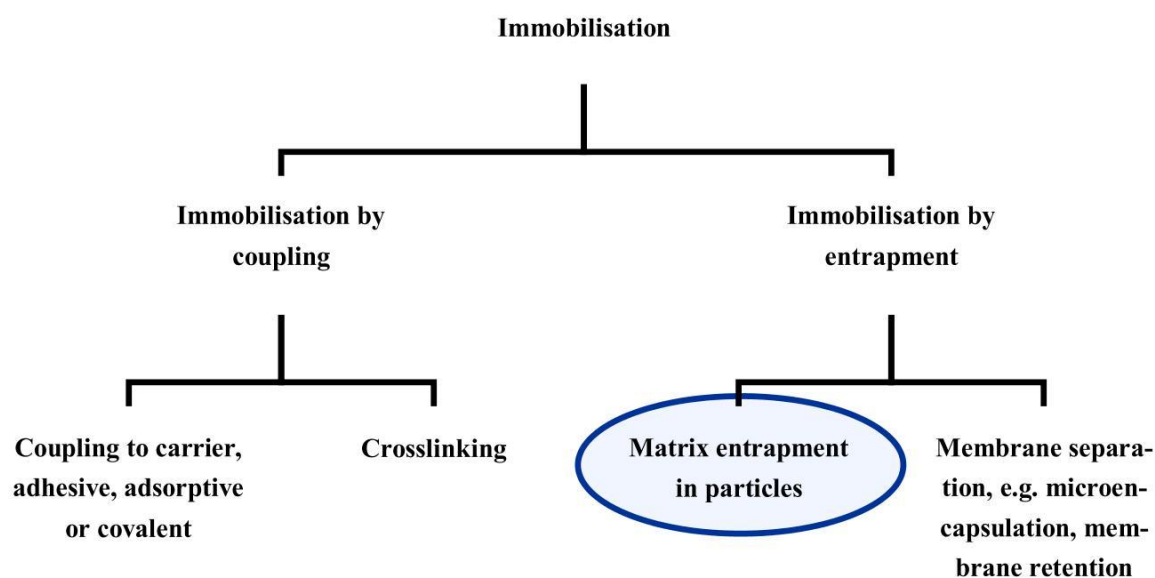 Immobilisation
Immobilisation by
coupling
Immobilisation by
entrapment
Coupling to carrier,
adhesive, adsorptive
or covalent
Crosslinking
Matrix entrapment
in particles
Membrane separa-
tion, e.g. microen-
capsulation, mem-
brane retention